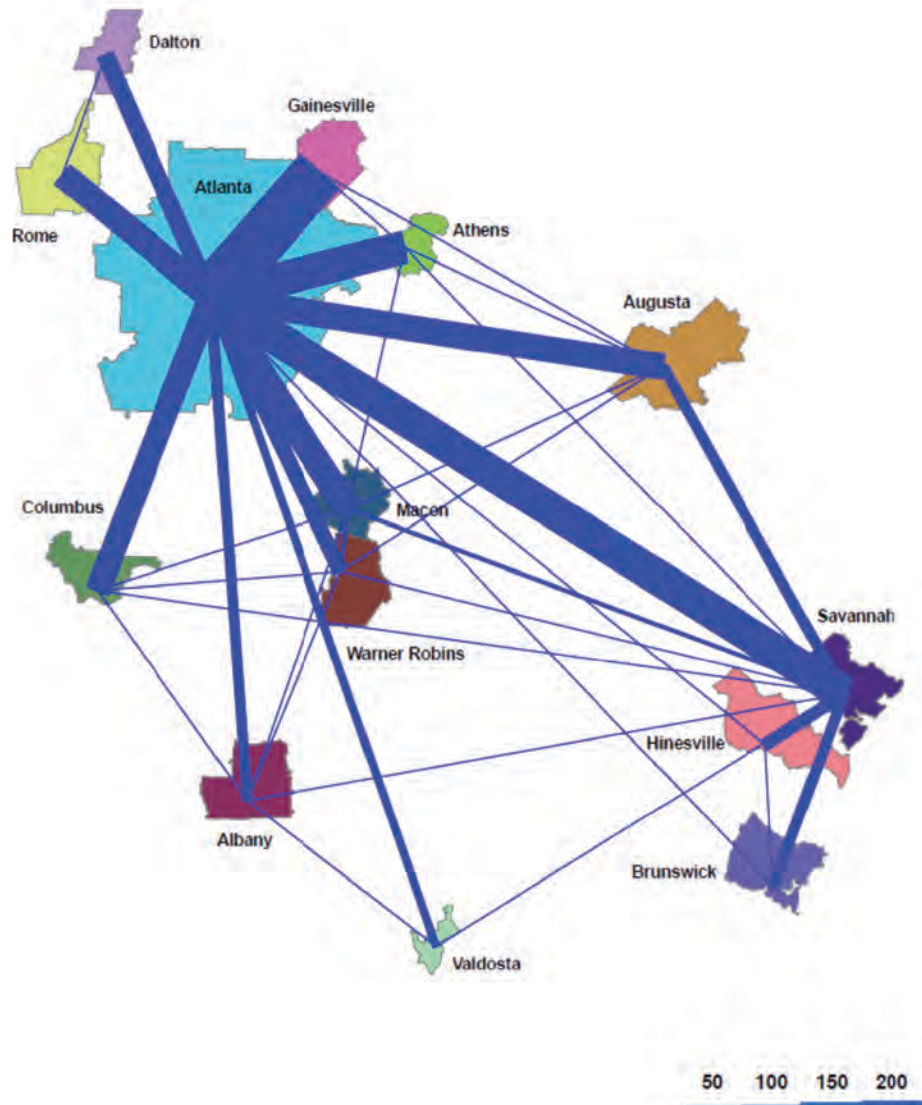 Dalton
Gainesville
Atlanta
Rome
Athens
Augusta
Columbus
Macon
Savannah
Warner Robins
Hinesville
Albany
Brunswick
Valdosta
50 100 150 200